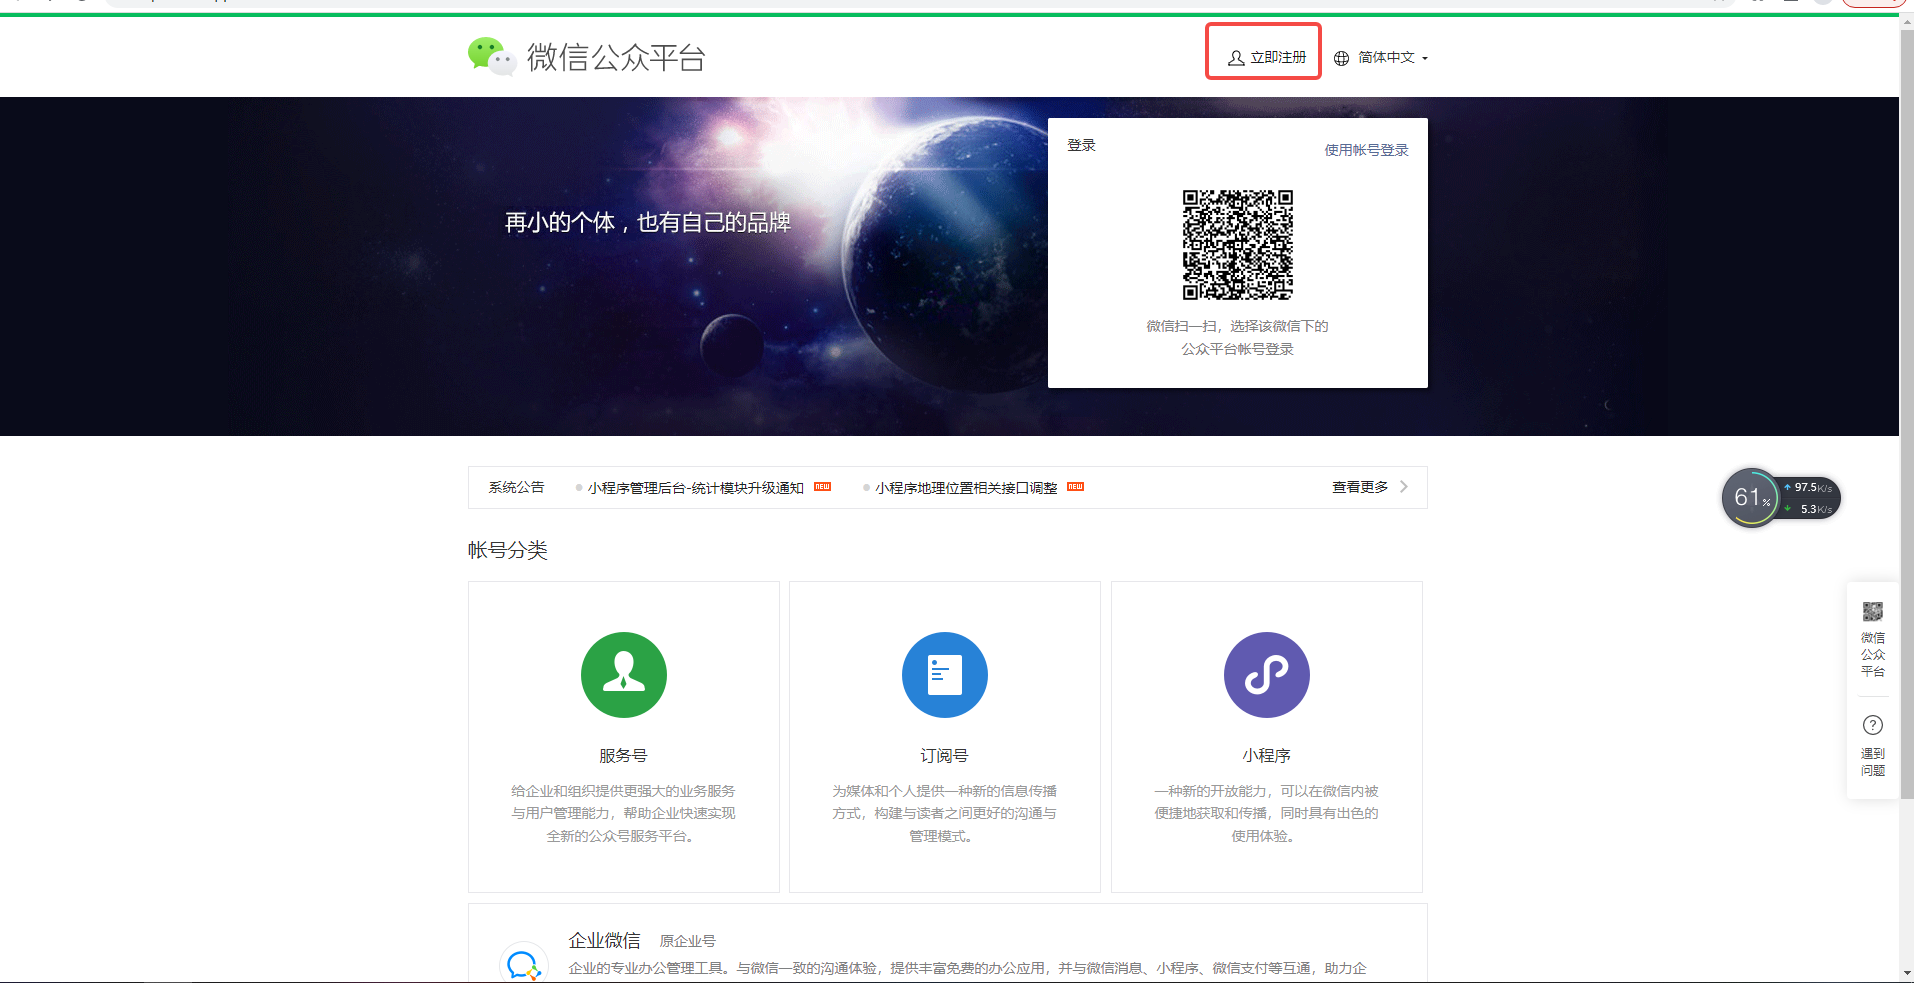 微信公众平台
立即注册
简体中文
登录
使用帐号登录
再小的个体，也有自己的品牌
微信扫一扫，选择该微信下的
公众平台帐号登录
系统公告
小程序管理后台-统计模块升级通知 NEW
小程序地理位置相关接口调整 NEW
查看更多
61%
97.5K/s
5.3K/s
帐号分类
服务号
给企业和组织提供更强大的业务服务
与用户管理能力，帮助企业快速实现
全新的公众号服务平台。
订阅号
为媒体和个人提供一种新的信息传播
方式，构建与读者之间更好的沟通与
管理模式。
小程序
一种新的开放能力，可以在微信内被
便捷地获取和传播，同时具有出色的
使用体验。
微信
公众
平台
遇到
问题
企业微信 原企业号
企业的专业办公管理工具。与微信一致的沟通体验，提供丰富免费的办公应用，并与微信消息、小程序、微信支付等互通，助力企